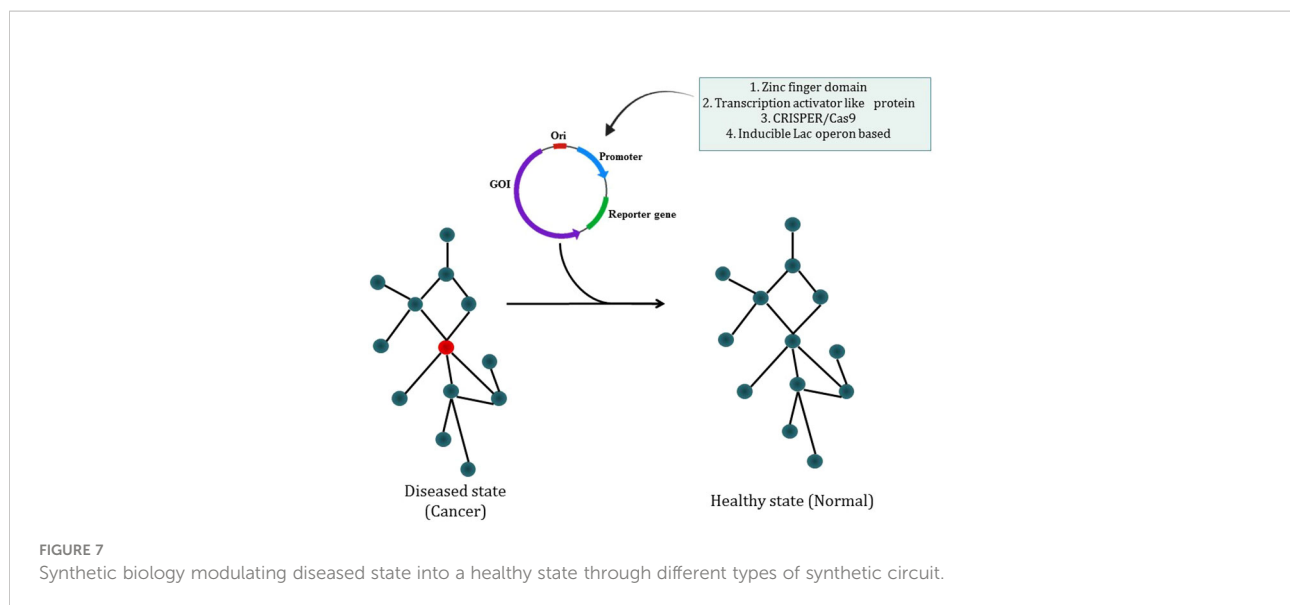 1. Zinc finger domain
2. Transcription activator like protein
3. CRISPER/Cas9
4. Inducible Lac operon based
Ori
Promoter
GOI
Reporter gene
Diseased state
(Cancer)
Healthy state (Normal)
FIGURE 7
Synthetic biology modulating diseased state into a healthy state through different types of synthetic circuit.